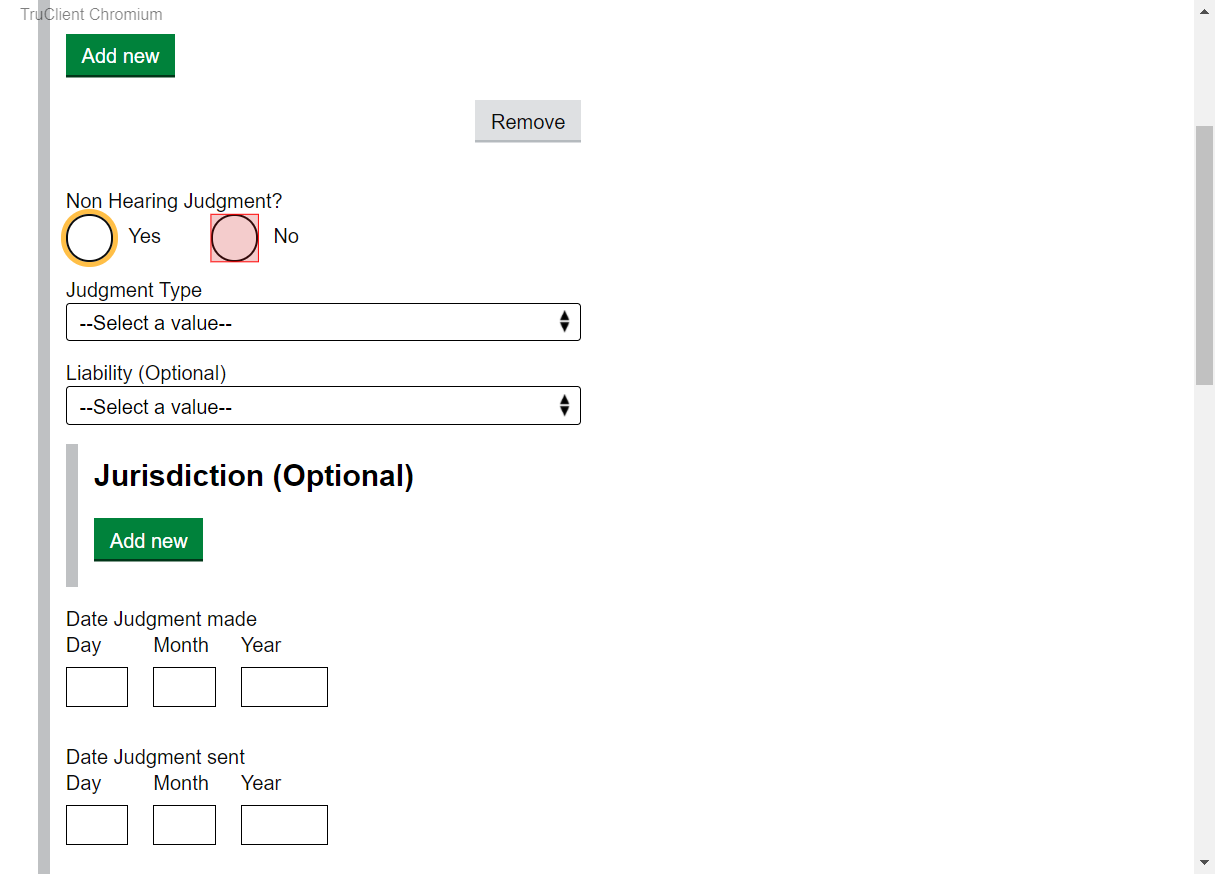 TruClient Chromium
Add new
Remove
Non Hearing Judgment?
Yes No
Judgment Type
--Select a value--
Liability (Optional)
--Select a value--
Jurisdiction (Optional)
Add new
Date Judgment made
Day Month Year
Date Judgment sent
Day Month Year